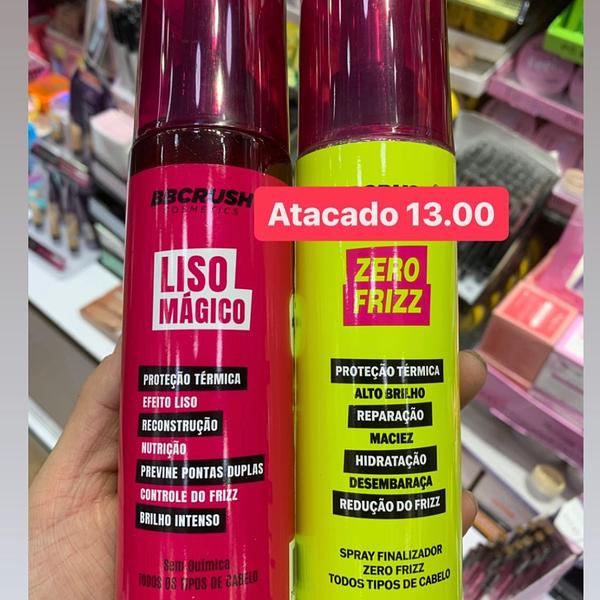 BBCRUSH
COSMETICS
LISO
MÁGICO
PROTEÇÃO TÉRMICA
EFEITO LISO
RECONSTRUÇÃO
NUTRIÇÃO
PREVINE PONTAS DUPLAS
CONTROLE DO FRIZZ
BRILHO INTENSO
Sem Química
TODOS OS TIPOS DE CABELO
Atacado 13.00
ZERO
FRIZZ
PROTEÇÃO TÉRMICA
ALTO BRILHO
REPARAÇÃO
MACIEZ
HIDRATAÇÃO
DESEMBARAÇA
REDUÇÃO DO FRIZZ
SPRAY FINALIZADOR
ZERO FRIZZ
TODOS TIPOS DE CABELO